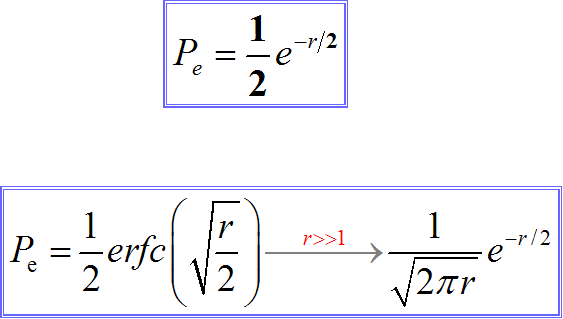 P_e = 1/2 e^{-r/2}
P_e = 1/2 erfc(√(r/2)) r>>1 → 1/√(2πr) e^{-r/2}